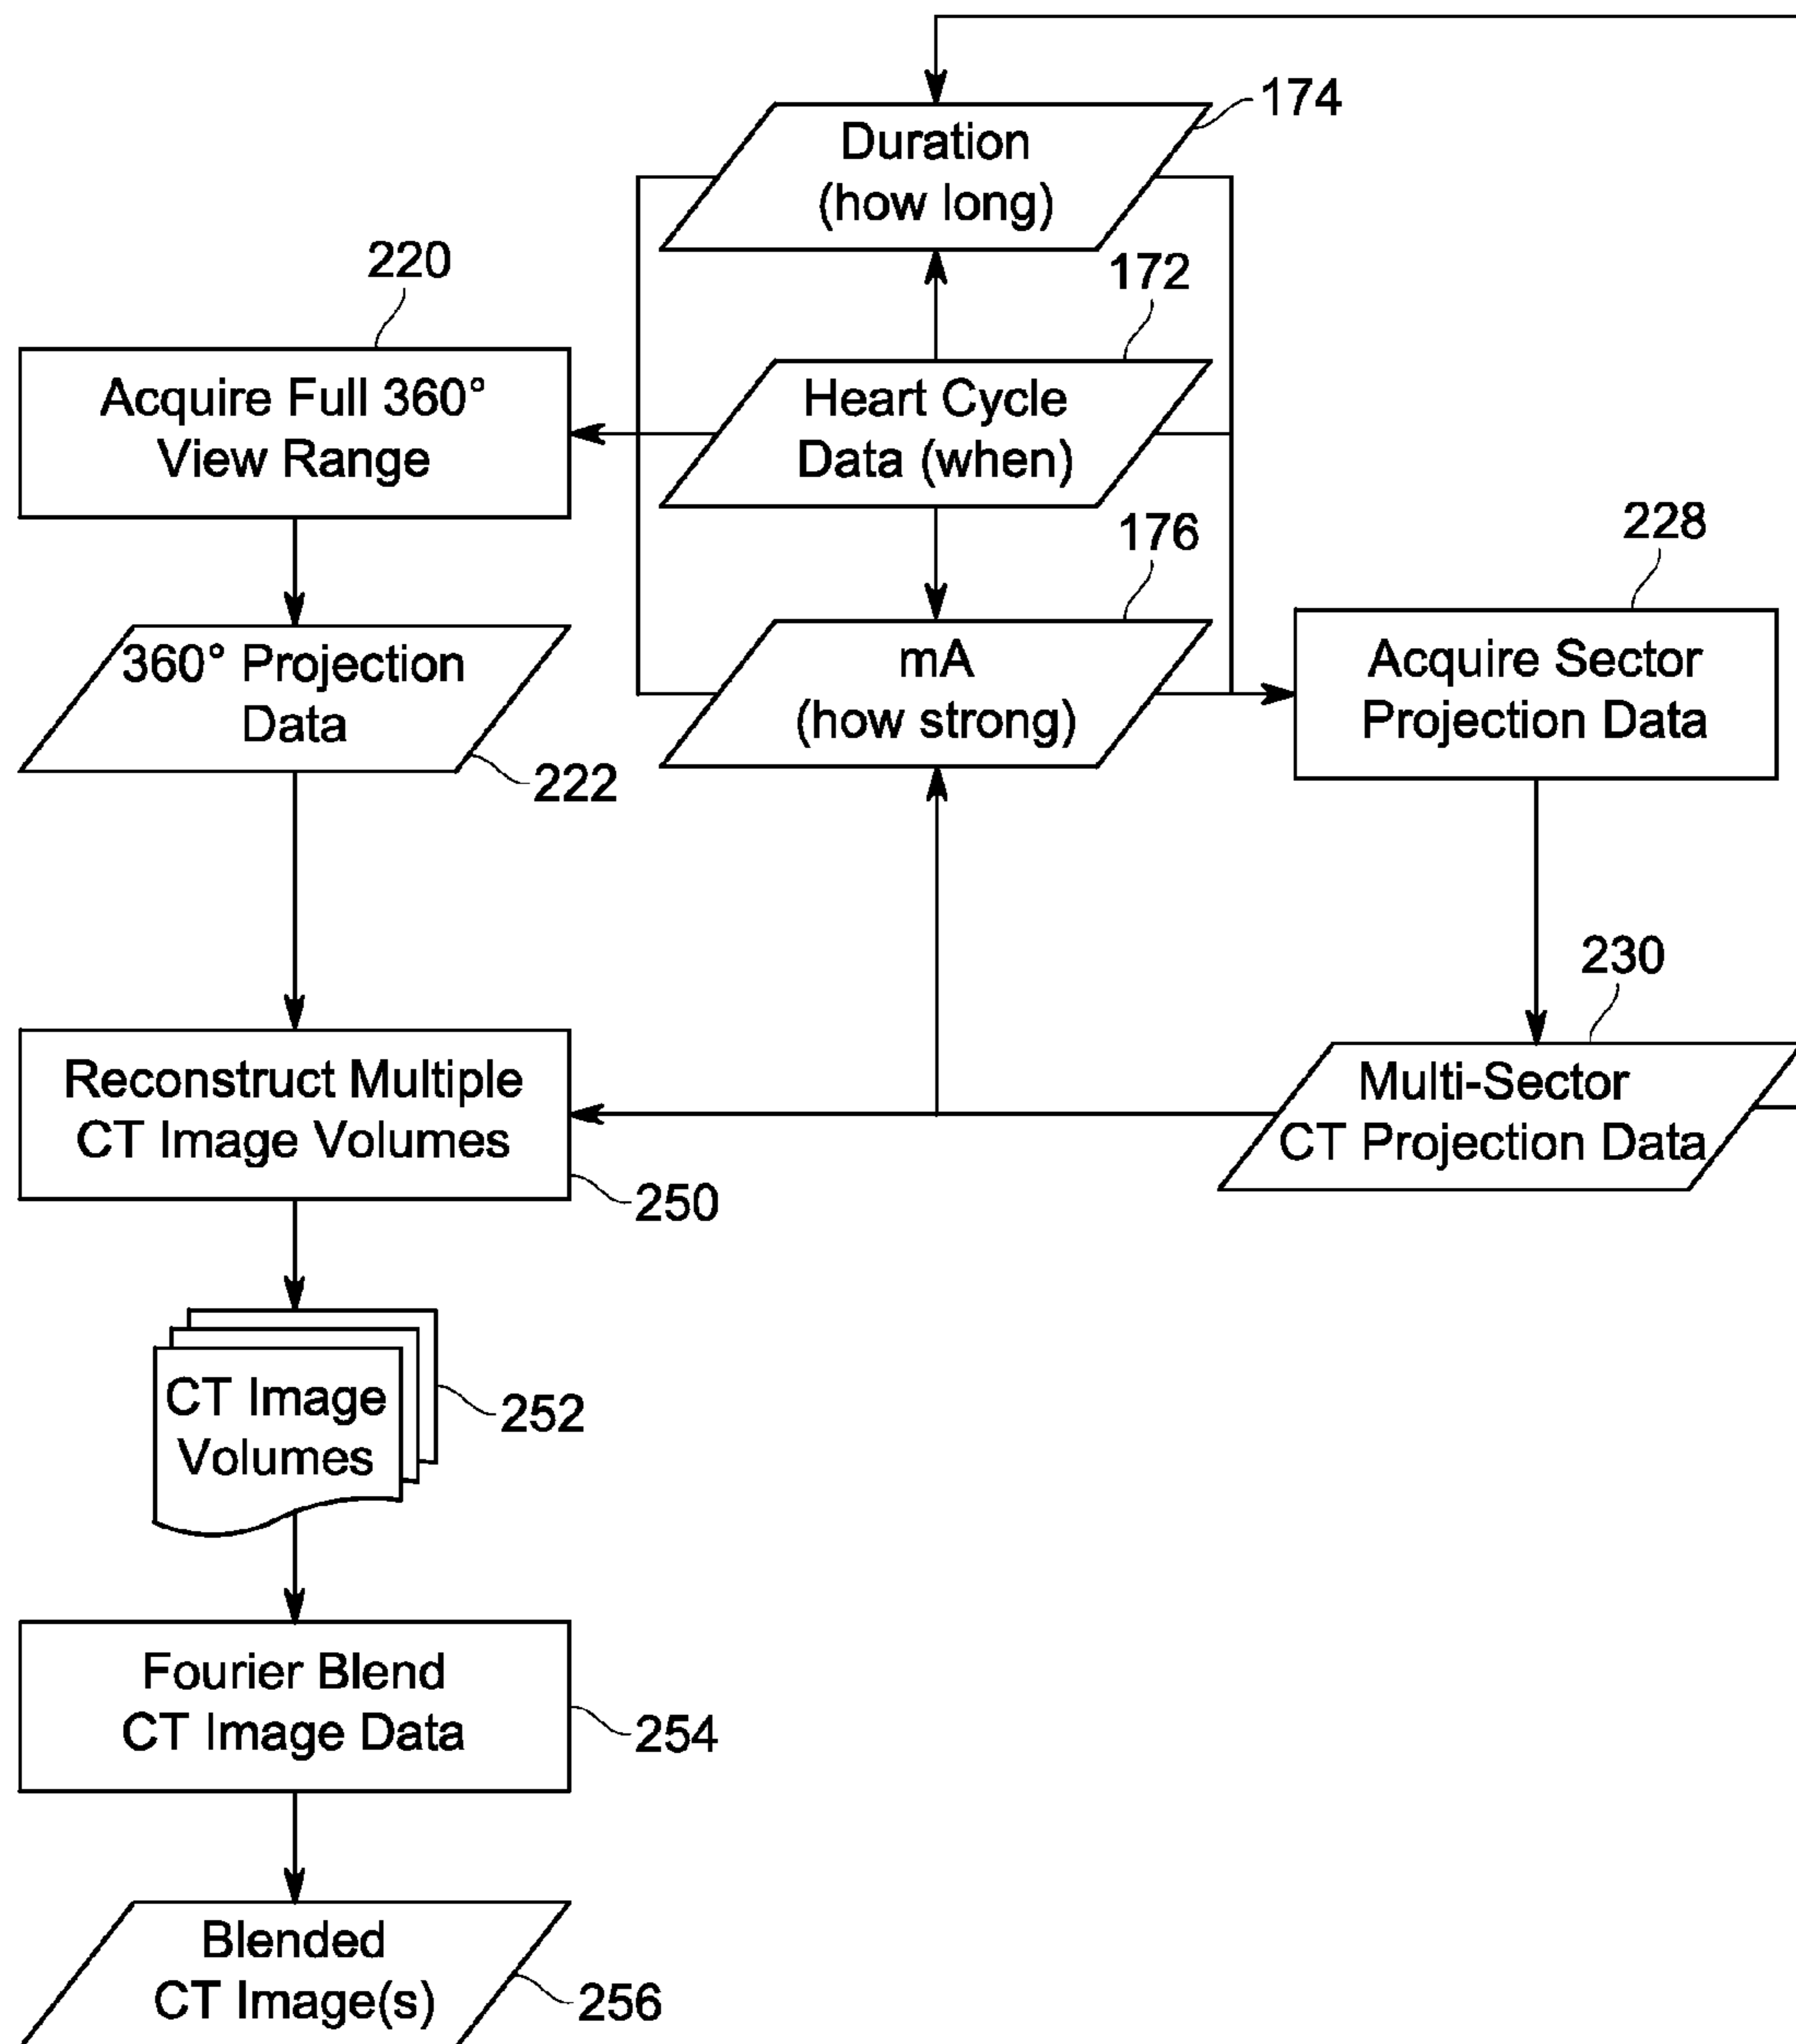 174
Duration
(how long)
220
172
Acquire Full 360°
View Range
Heart Cycle
Data (when)
176
228
360° Projection
Data
222
mA
(how strong)
Acquire Sector
Projection Data
230
Reconstruct Multiple
CT Image Volumes
250
Multi-Sector
CT Projection Data
CT Image
Volumes
252
Fourier Blend
CT Image Data
254
Blended
CT Image(s)
256